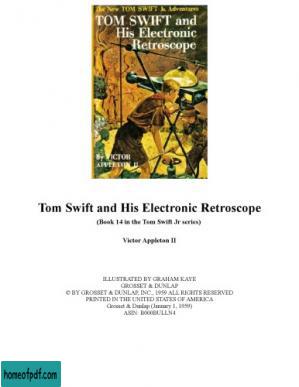 The New TOM SWIFT Jr. Adventures
TOM SWIFT and
His Electronic
Retroscope
By VICTOR
APPLETON II
Tom Swift and His Electronic Retroscope
(Book 14 in the Tom Swift Jr series)
Victor Appleton II
ILLUSTRATED BY GRAHAM KAYE
GROSSET & DUNLAP
© BY GROSSET & DUNLAP, INC., 1959 ALL RIGHTS RESERVED
PRINTED IN THE UNITED STATES OF AMERICA
Grosset & Dunlap (January 1, 1959)
ASIN: B000BULLN4
homeofpdf.com